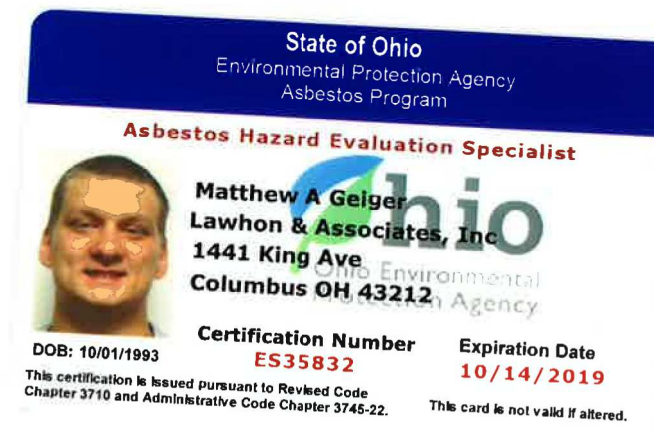 State of Ohio
Environmental Protection Agency
Asbestos Program
Asbestos Hazard Evaluation Specialist
Matthew A Geiger
Lawhon & Associates, Inc
1441 King Ave
Columbus OH 43212
Ohio
Ohio Environmental
Protection Agency
Certification Number
ES35832
Expiration Date
10/14/2019
DOB: 10/01/1993
This certification is issued pursuant to Revised Code
Chapter 3710 and Administrative Code Chapter 3745-22.
This card is not valid if altered.